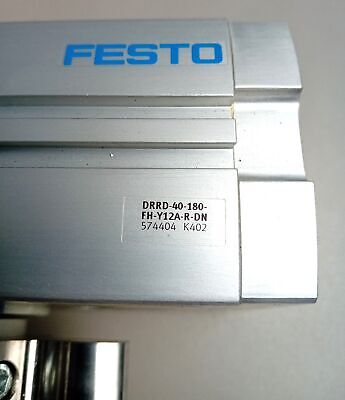 FESTO
DRRD-40-180-
FH-Y12A-R-DN
574404 K402